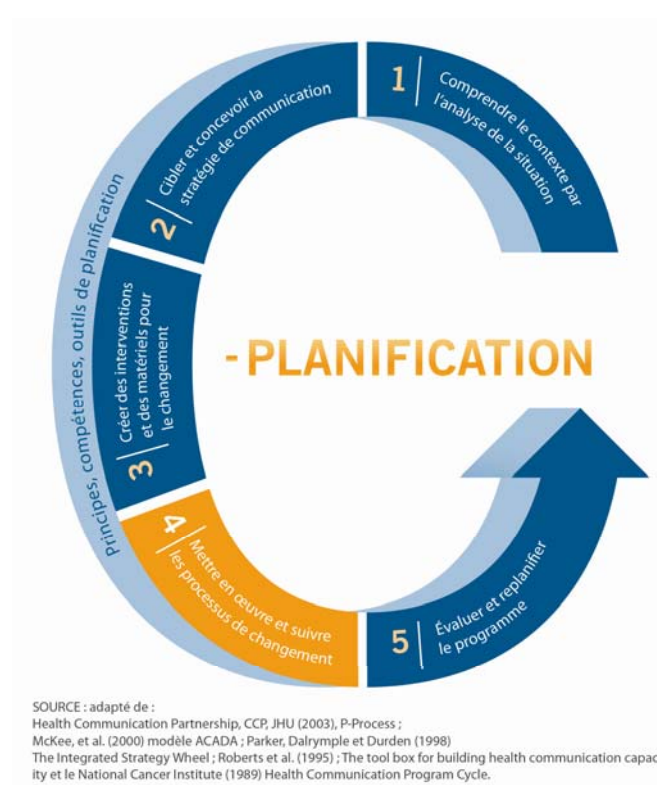 1
Comprendre le contexte par
l'analyse de la situation
2
Cibler et concevoir la
stratégie de communication
3
Créer des interventions
et des matériels pour
le changement
4
Mettre en œuvre et suivre
les processus de changement
5
Évaluer et replanifier
le programme
Principes, compétences, outils de planification
- PLANIFICATION
SOURCE : adapté de :
Health Communication Partnership, CCP, JHU (2003), P-Process ;
McKee, et al. (2000) modèle ACADA ; Parker, Dalrymple et Durden (1998)
The Integrated Strategy Wheel ; Roberts et al. (1995) ; The tool box for building health communication capac
ity et le National Cancer Institute (1989) Health Communication Program Cycle.